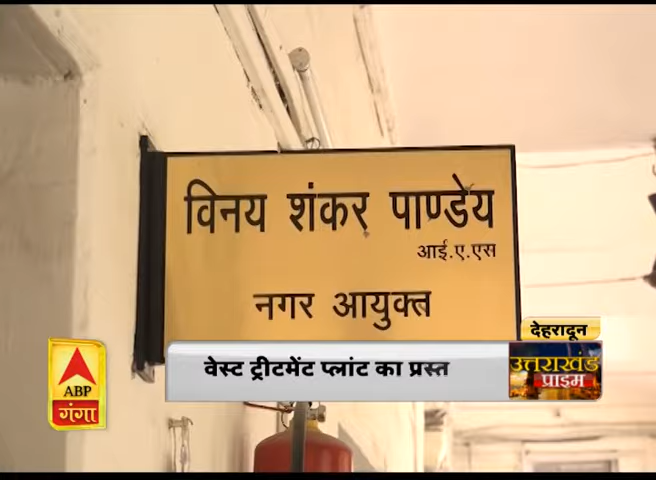 विनय शंकर पाण्डेय
आई.ए.एस
नगर आयुक्त
देहरादून
वेस्ट ट्रीटमेंट प्लांट का प्रस्त
उत्तराखंड
प्राइम
ABP
गंगा